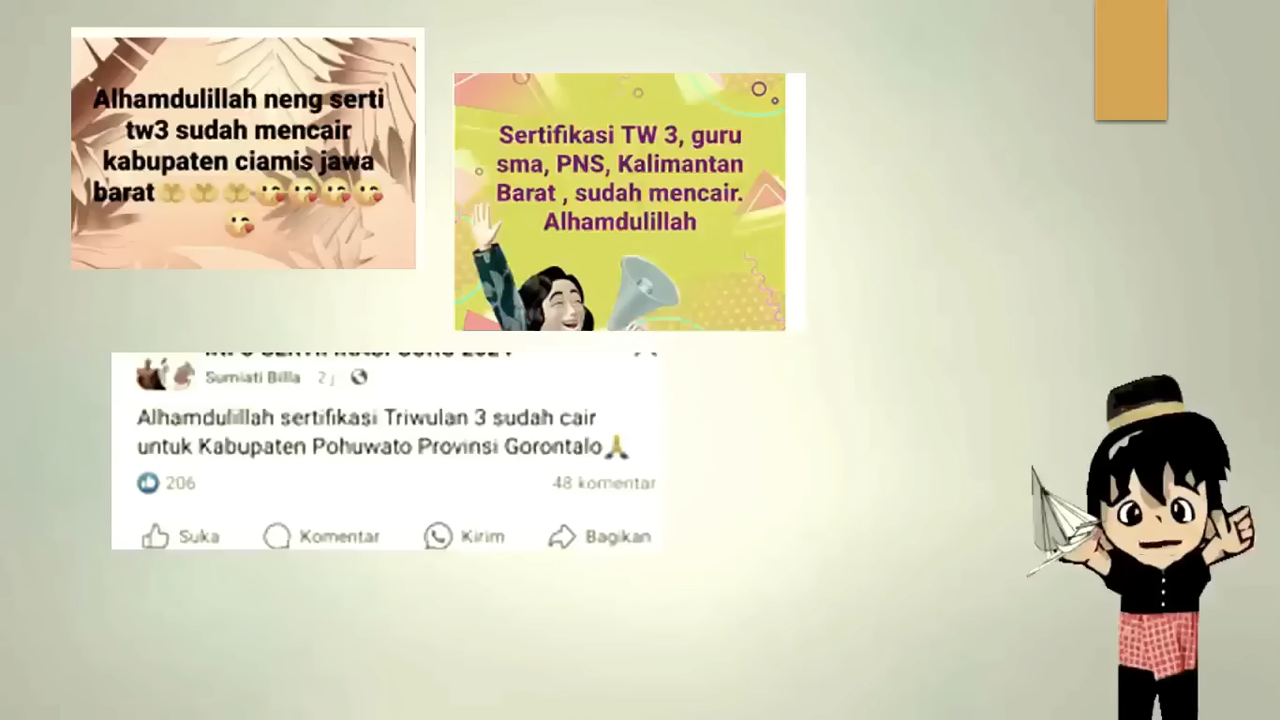 Alhamdulillah neng serti
tw3 sudah mencair
kabupaten ciamis jawa
barat
Sertifikasi TW 3, guru
sma, PNS, Kalimantan
Barat , sudah mencair.
Alhamdulillah
Sumiati Billa 2 j
Alhamdulillah sertifikasi Triwulan 3 sudah cair
untuk Kabupaten Pohuwato Provinsi Gorontalo
206 48 komentar
Suka Komentar Kirim Bagikan